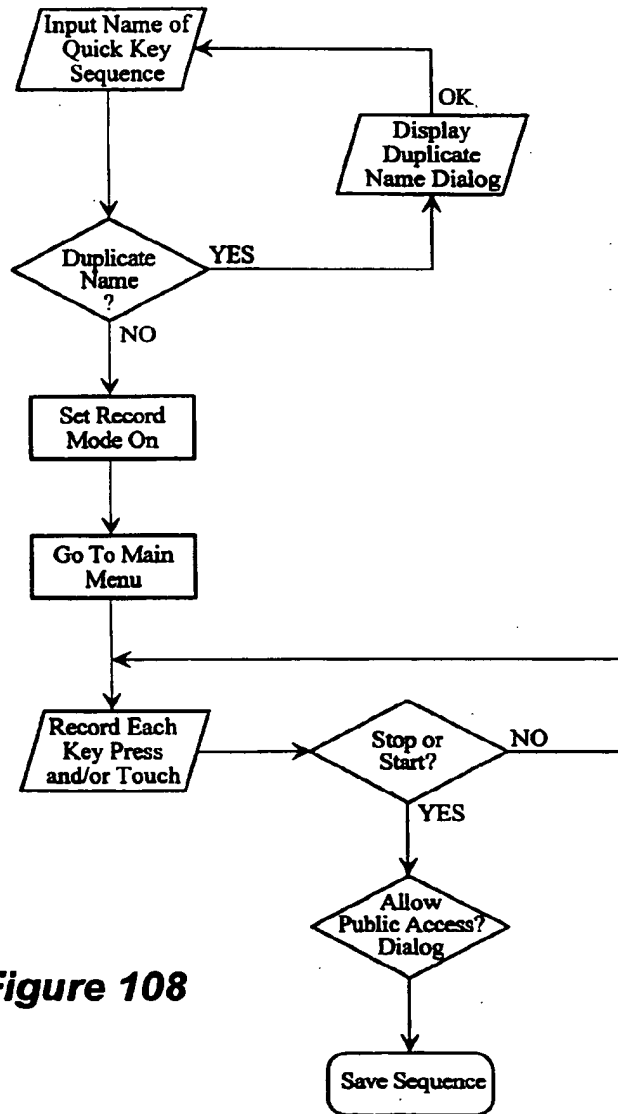 Input Name of
Quick Key
Sequence
OK
Display
Duplicate
Name Dialog
Duplicate
Name
?
YES
NO
Set Record
Mode On
Go To Main
Menu
Record Each
Key Press
and/or Touch
Stop or
Start?
NO
YES
Allow
Public Access?
Dialog
igure 108
Save Sequence